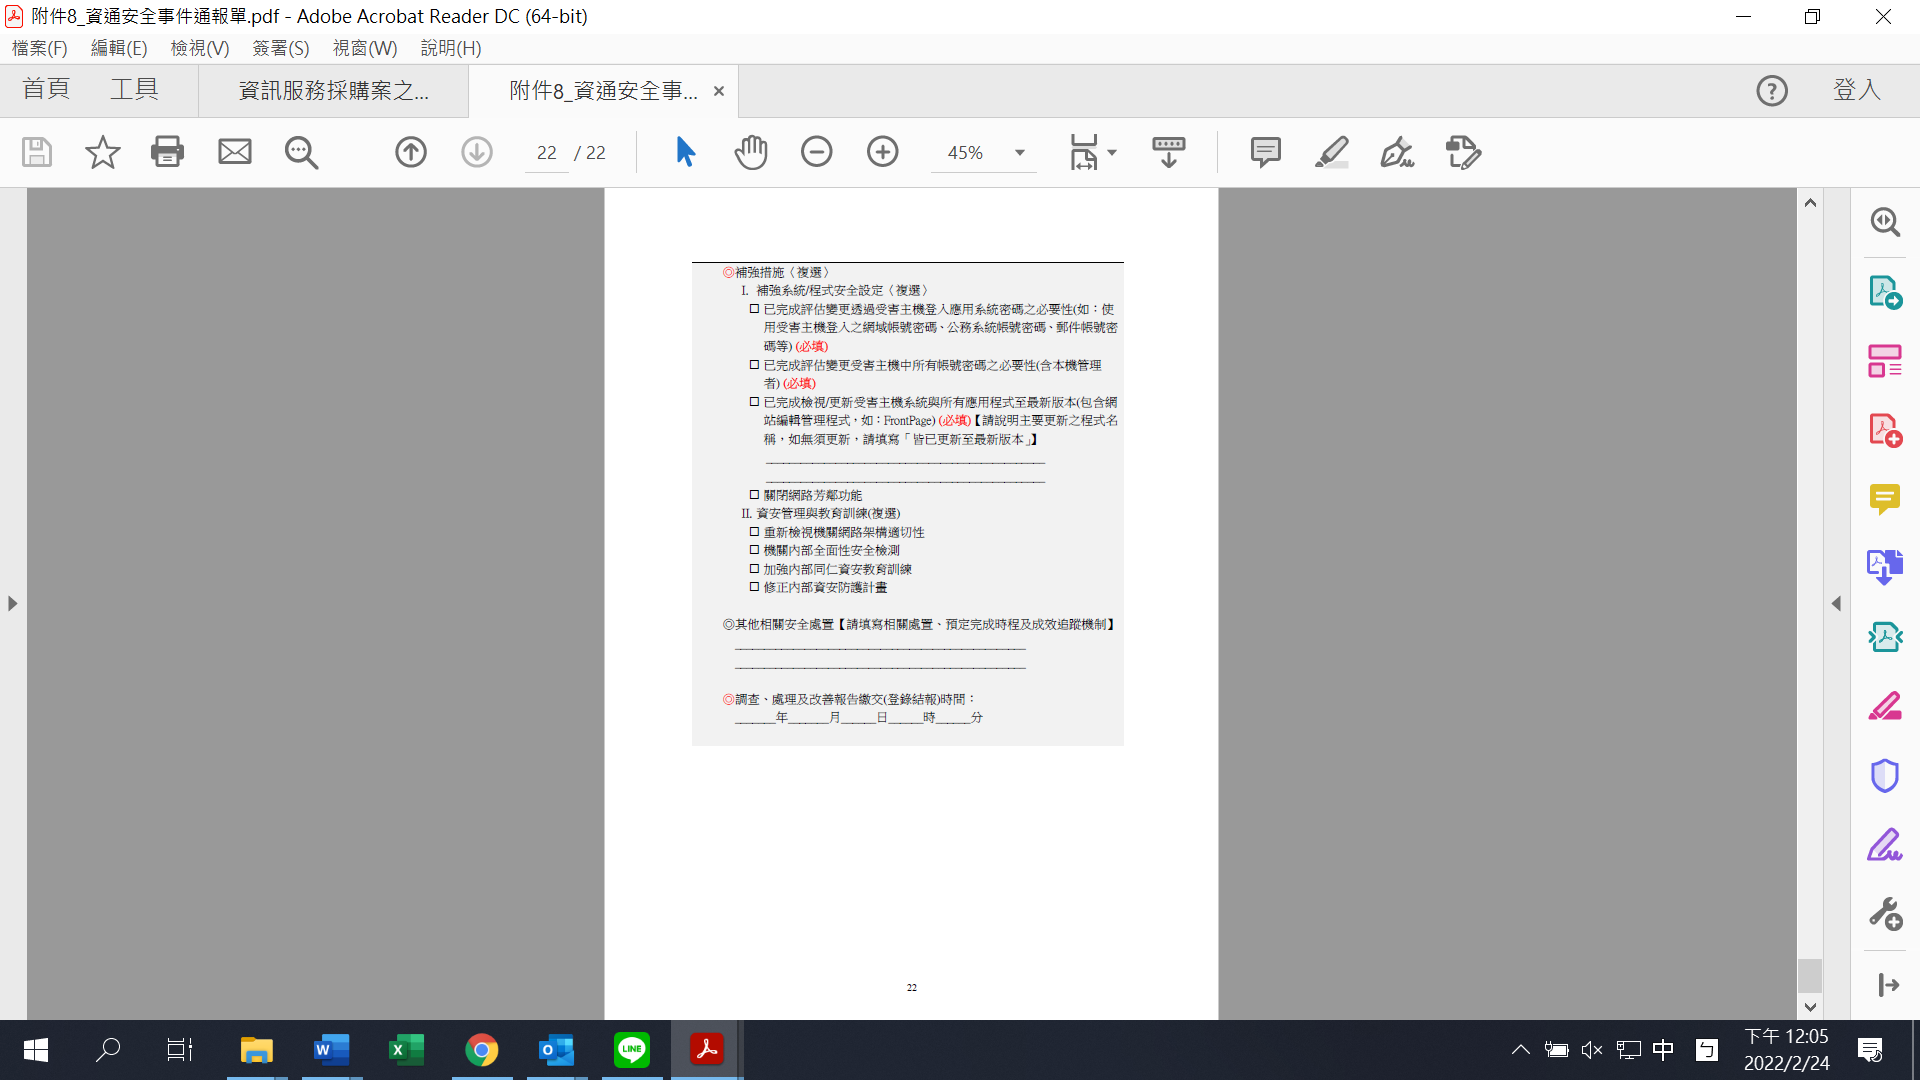 附件8_資通安全事件通報單.pdf - Adobe Acrobat Reader DC (64-bit)
檔案(F) 編輯(E) 檢視(V) 簽署(S) 視窗(W) 說明(H)
首頁 工具 資訊服務採購案之... 附件8_資通安全事... × 登入
22 / 22 45%
◎補強措施〈複選〉
I. 補強系統/程式安全設定〈複選〉
□ 已完成評估變更透過受害主機登入應用系統密碼之必要性(如：使
用受害主機登入之網域帳號密碼、公務系統帳號密碼、郵件帳號密
碼等) (必填)
□ 已完成評估變更受害主機中所有帳號密碼之必要性(含本機管理
者) (必填)
□ 已完成檢視/更新受害主機系統與所有應用程式至最新版本(包含網
站編輯管理程式，如：FrontPage) (必填)【請說明主要更新之程式名
稱，如無須更新，請填寫「皆已更新至最新版本」】
□ 關閉網路芳鄰功能
II. 資安管理與教育訓練(複選)
□ 重新檢視機關網路架構適切性
□ 機關內部全面性安全檢測
□ 加強內部同仁資安教育訓練
□ 修正內部資安防護計畫
◎其他相關安全處置【請填寫相關處置、預定完成時程及成效追蹤機制】
◎調查、處理及改善報告繳交(登錄結報)時間：
______年______月_____日_____時_____分
22
LINE
中 ㄅ
下午 12:05
2022/2/24